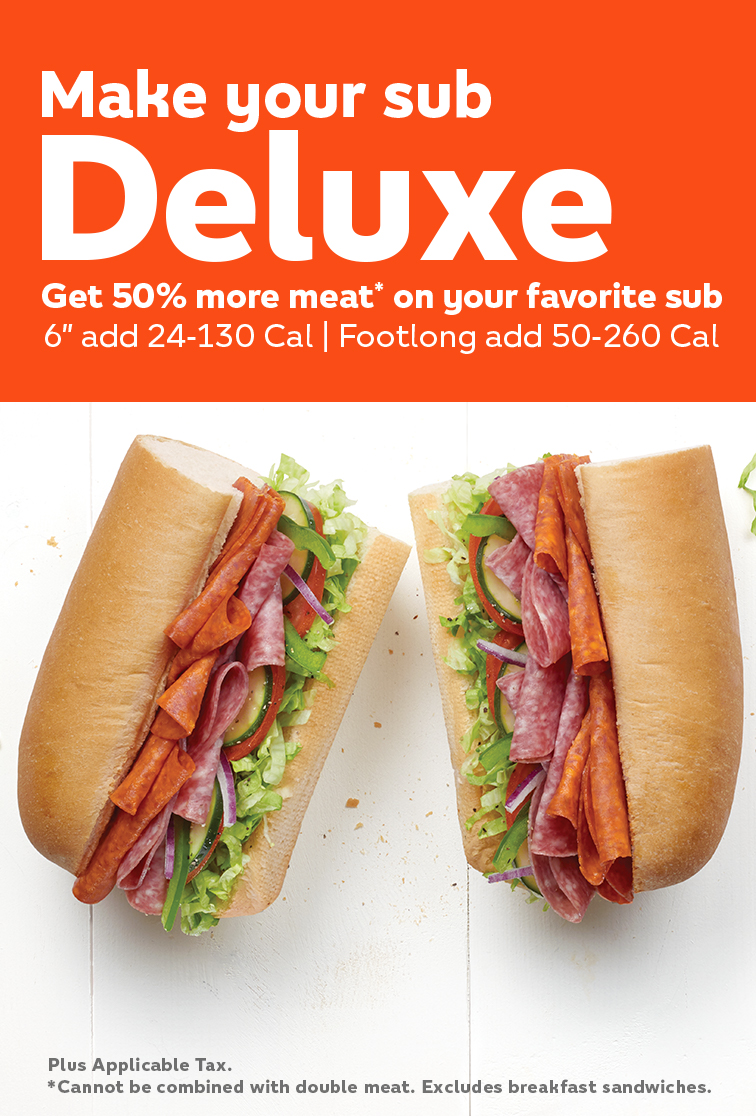 Make your sub
Deluxe
Get 50% more meat* on your favorite sub
6” add 24-130 Cal | Footlong add 50-260 Cal
Plus Applicable Tax.
*Cannot be combined with double meat. Excludes breakfast sandwiches.